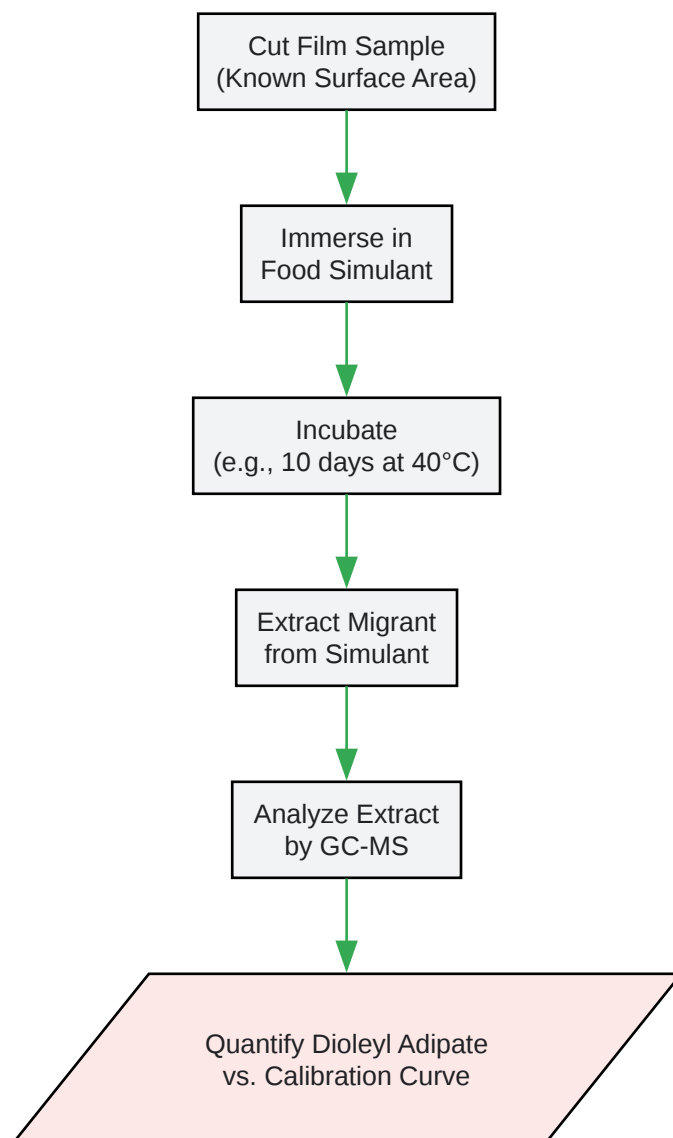 Cut Film Sample
(Known Surface Area)
Immerse in
Food Simulant
Incubate
(e.g., 10 days at 40°C)
Extract Migrant
from Simulant
Analyze Extract
by GC-MS
Quantify Dioleyl Adipate
vs. Calibration Curve